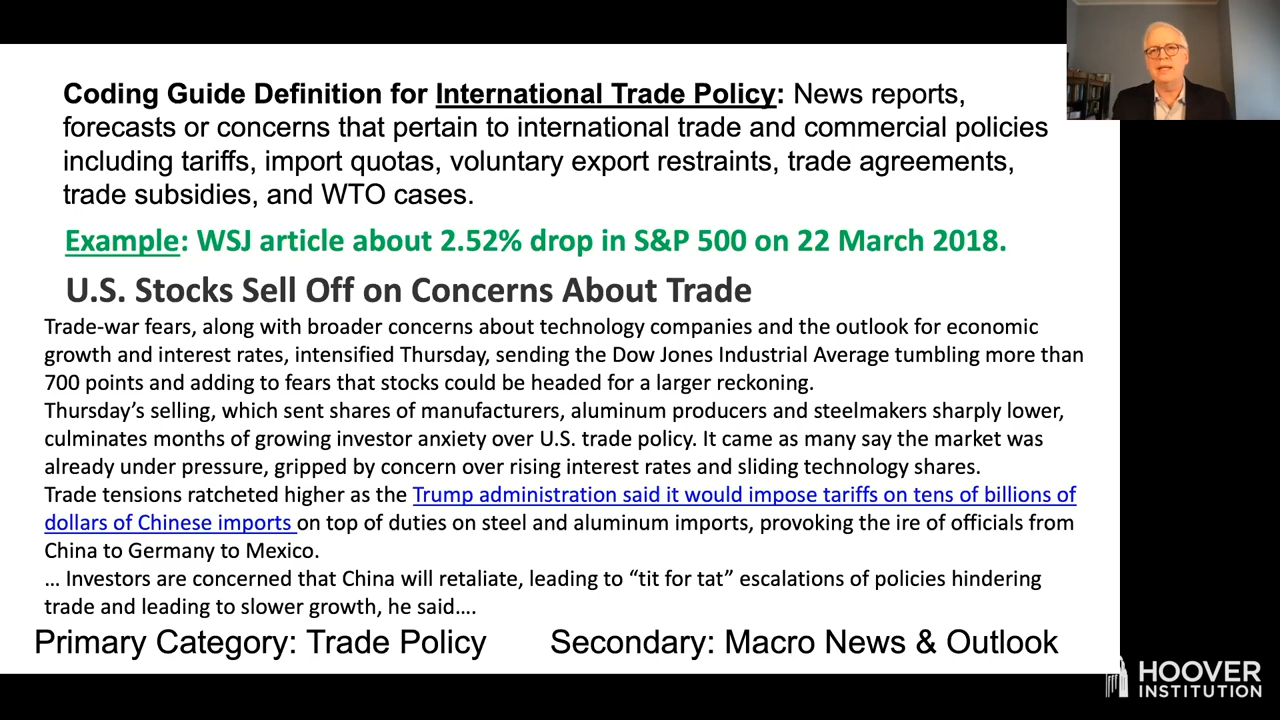 Coding Guide Definition for International Trade Policy: News reports,
forecasts or concerns that pertain to international trade and commercial policies
including tariffs, import quotas, voluntary export restraints, trade agreements,
trade subsidies, and WTO cases.
Example: WSJ article about 2.52% drop in S&P 500 on 22 March 2018.
U.S. Stocks Sell Off on Concerns About Trade
Trade-war fears, along with broader concerns about technology companies and the outlook for economic
growth and interest rates, intensified Thursday, sending the Dow Jones Industrial Average tumbling more than
700 points and adding to fears that stocks could be headed for a larger reckoning.
Thursday’s selling, which sent shares of manufacturers, aluminum producers and steelmakers sharply lower,
culminates months of growing investor anxiety over U.S. trade policy. It came as many say the market was
already under pressure, gripped by concern over rising interest rates and sliding technology shares.
Trade tensions ratcheted higher as the Trump administration said it would impose tariffs on tens of billions of
dollars of Chinese imports on top of duties on steel and aluminum imports, provoking the ire of officials from
China to Germany to Mexico.
… Investors are concerned that China will retaliate, leading to “tit for tat” escalations of policies hindering
trade and leading to slower growth, he said….
Primary Category: Trade Policy Secondary: Macro News & Outlook
HOOVER
INSTITUTION